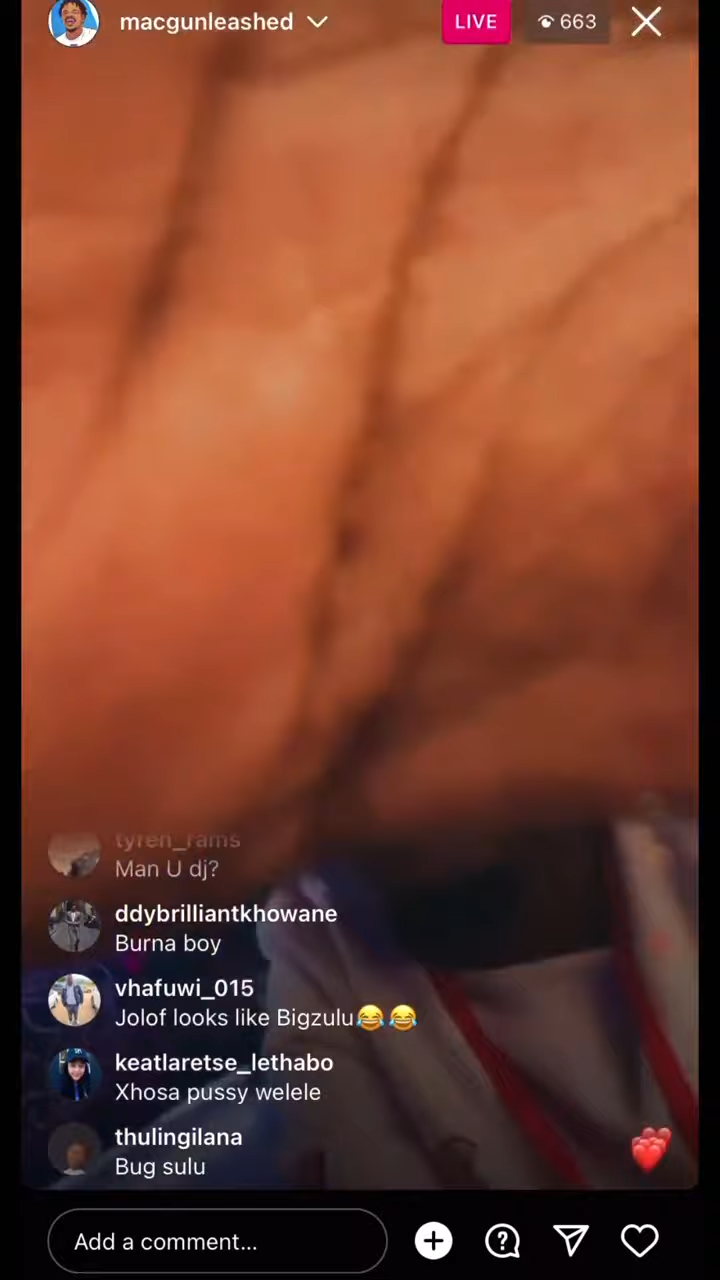 macgunleashed
LIVE
663
tyren_rams
Man U dj?
ddybrilliantkhowane
Burna boy
vhafuwi_015
Jolof looks like Bigzulu😂😂
keatlaretse_lethabo
Xhosa pussy welele
thulingilana
Bug sulu
Add a comment...